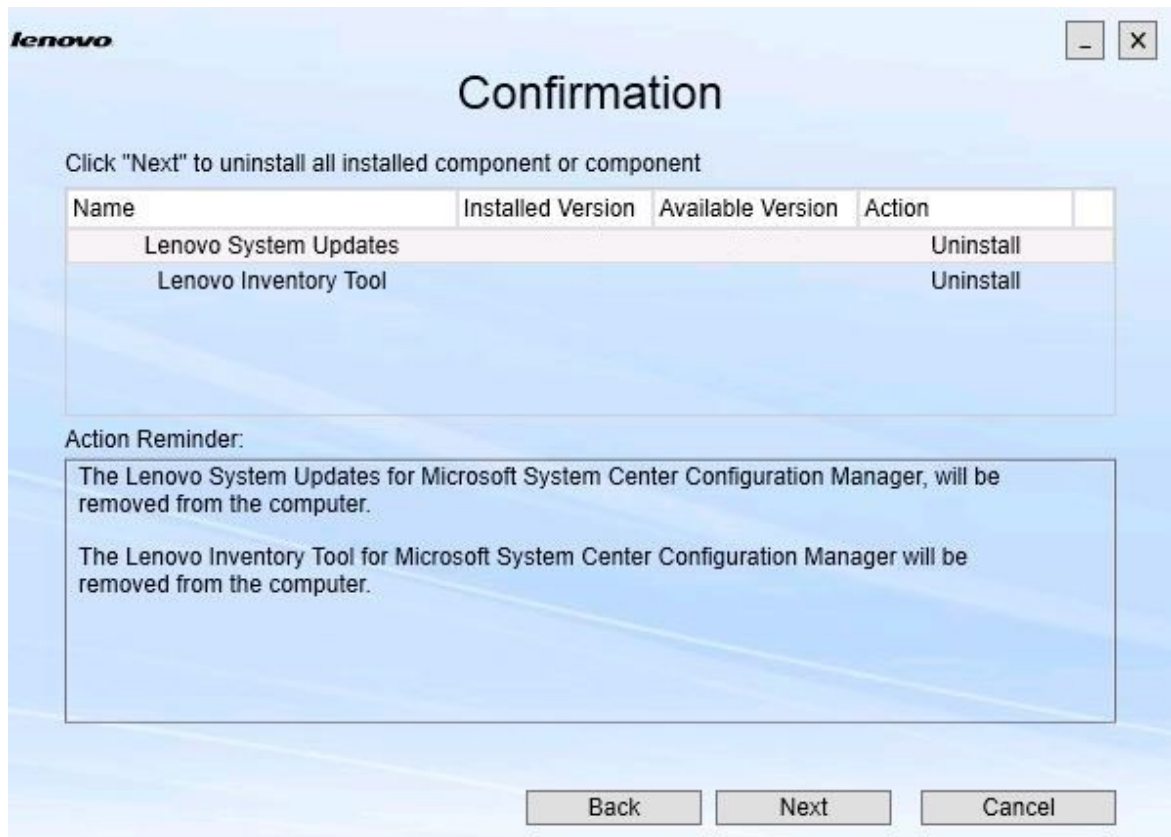 lenovo
Confirmation
Click "Next" to uninstall all installed component or component
Name Installed Version Available Version Action
Lenovo System Updates Uninstall
Lenovo Inventory Tool Uninstall
Action Reminder:
The Lenovo System Updates for Microsoft System Center Configuration Manager, will be
removed from the computer.
The Lenovo Inventory Tool for Microsoft System Center Configuration Manager will be
removed from the computer.
Back Next Cancel